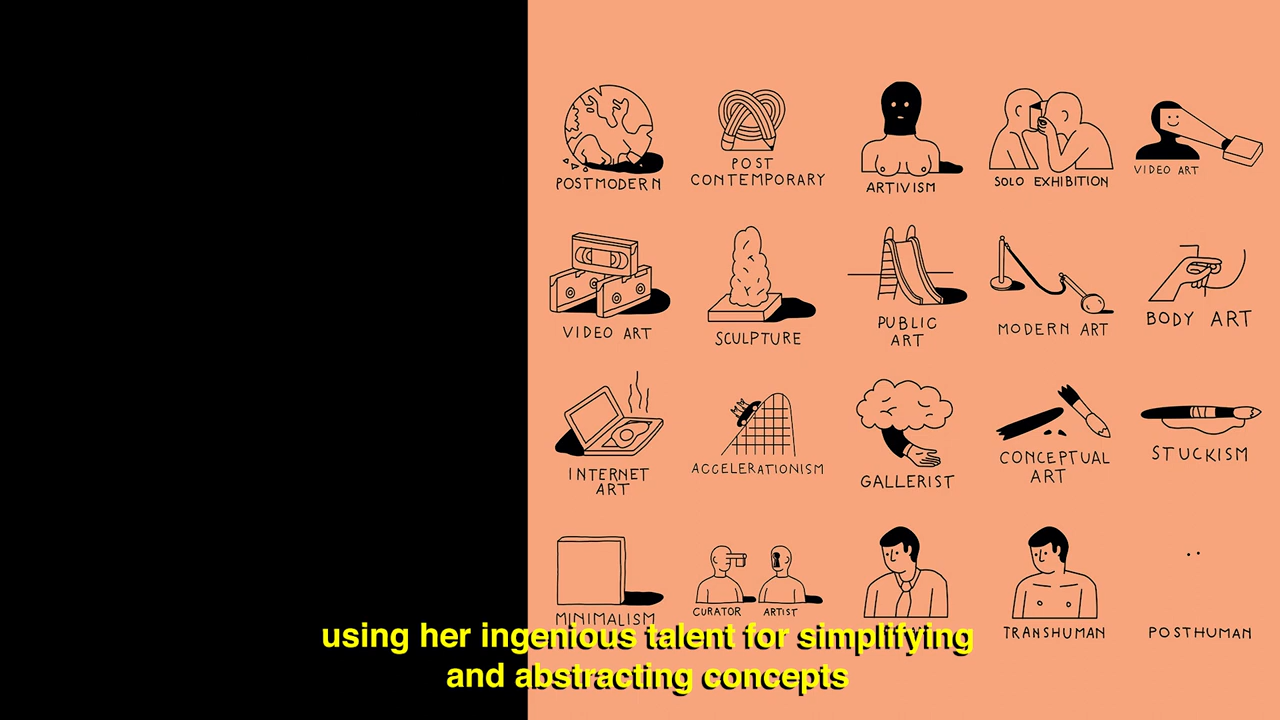 POSTMODERN
POST
CONTEMPORARY
ARTIVISM
SOLO EXHIBITION
VIDEO ART
VIDEO ART
SCULPTURE
PUBLIC
ART
MODERN ART
BODY ART
INTERNET
ART
ACCELERATIONISM
GALLERIST
CONCEPTUAL
ART
STUCKISM
MINIMALISM
CURATOR
ARTIST
TRANSHUMAN
POSTHUMAN
using her ingenious talent for simplifying
and abstracting concepts